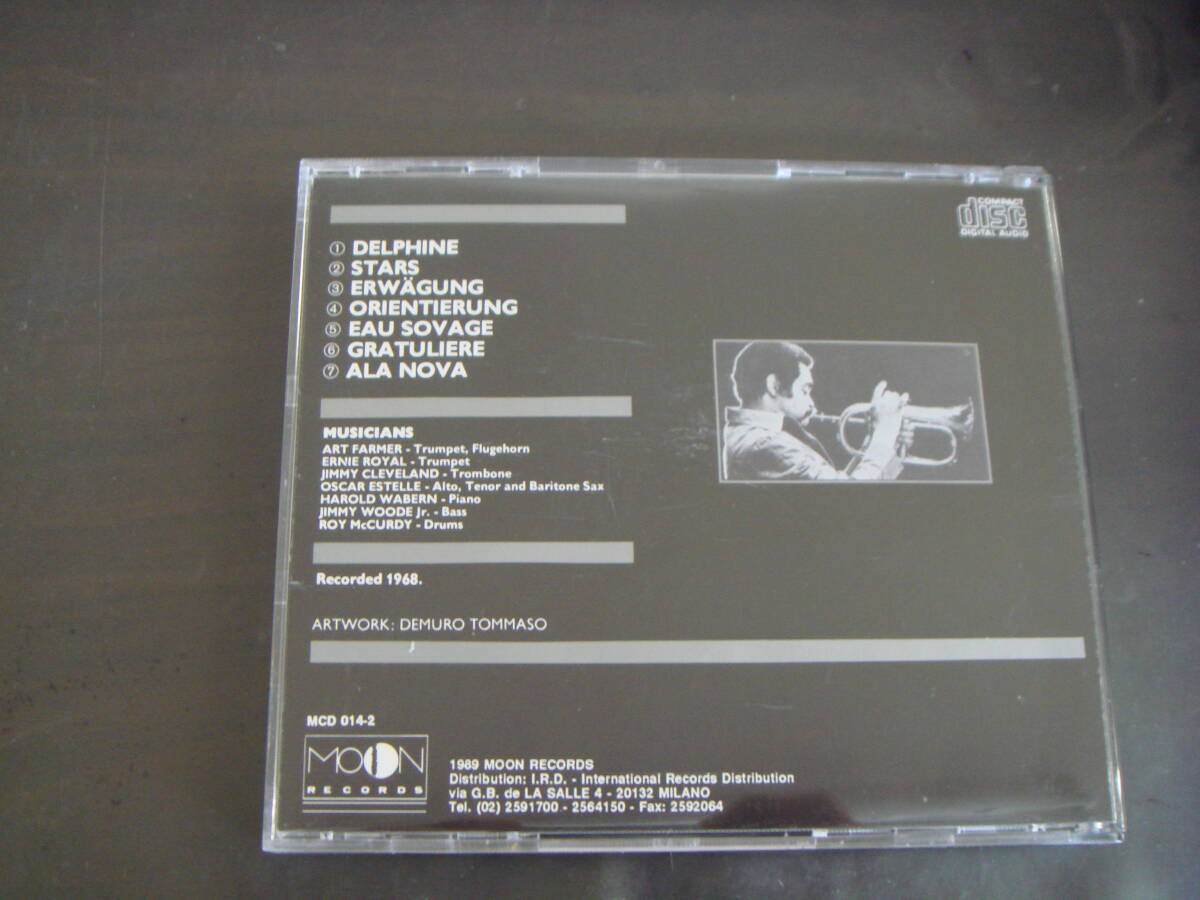 COMPACT
disc
DIGITAL AUDIO
① DELPHINE
② STARS
③ ERWÄGUNG
④ ORIENTIERUNG
⑤ EAU SOVAGE
⑥ GRATULIERE
⑦ ALA NOVA
MUSICIANS
ART FARMER - Trumpet, Flugehorn
ERNIE ROYAL - Trumpet
JIMMY CLEVELAND - Trombone
OSCAR ESTELLE - Alto, Tenor and Baritone Sax
HAROLD WABERN - Piano
JIMMY WOODE Jr. - Bass
ROY McCURDY - Drums
Recorded 1968.
ARTWORK: DEMURO TOMMASO
MCD 014-2
MOON
RECORDS
1989 MOON RECORDS
Distribution: I.R.D. - International Records Distribution
via G.B. de LA SALLE 4 - 20132 MILANO
Tel. (02) 2591700 - 2564150 - Fax: 2592064